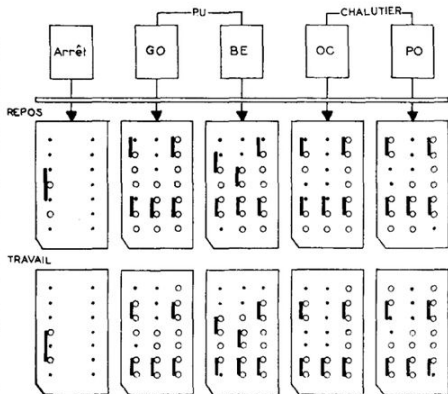 PU
CHALUTIER
Arrêt
GO
BE
OC
PO
REPOS
TRAVAIL